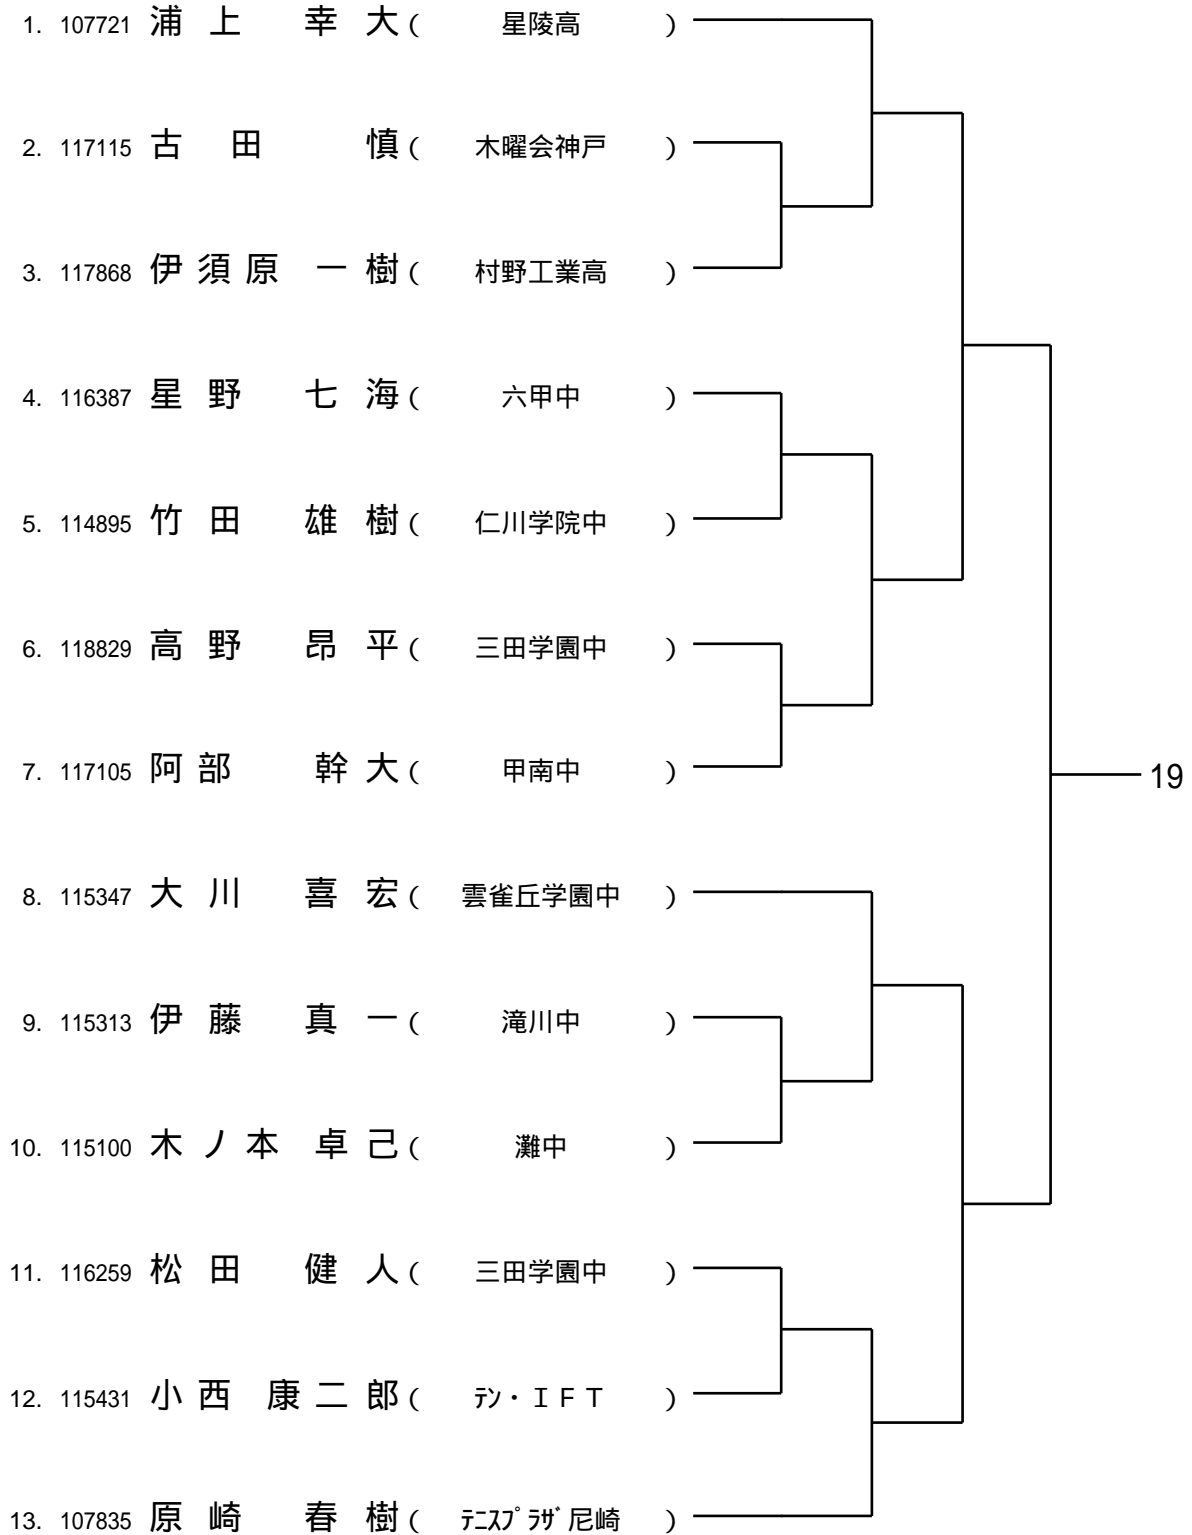 1. 107721 浦上 幸大( 星陵高 )
2. 117115 古田 慎( 木曜会神戸 )
3. 117868 伊須原 一樹( 村野工業高 )
4. 116387 星野 七海( 六甲中 )
5. 114895 竹田 雄樹( 仁川学院中 )
6. 118829 高野 昂平( 三田学園中 )
7. 117105 阿部 幹大( 甲南中 )
19
8. 115347 大川 喜宏( 雲雀丘学園中 )
9. 115313 伊藤 真一( 滝川中 )
10. 115100 木ノ本 卓己( 灘中 )
11. 116259 松田 健人( 三田学園中 )
12. 115431 小西 康二郎( ﾃﾝ・ＩＦＴ )
13. 107835 原崎 春樹( ﾃﾆｽﾌﾟﾗｻﾞ尼崎 )